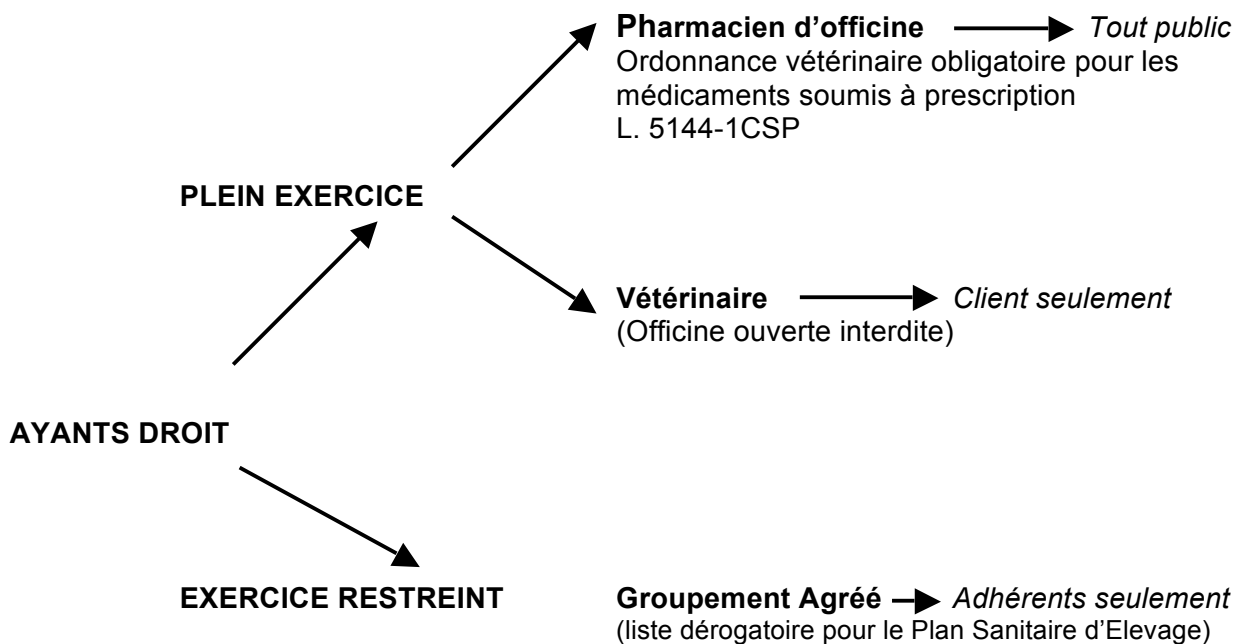 Pharmacien d’officine Tout public
Ordonnance vétérinaire obligatoire pour les
médicaments soumis à prescription
L. 5144-1CSP
PLEIN EXERCICE
Vétérinaire Client seulement
(Officine ouverte interdite)
AYANTS DROIT
EXERCICE RESTREINT Groupement Agréé Adhérents seulement
(liste dérogatoire pour le Plan Sanitaire d’Elevage)